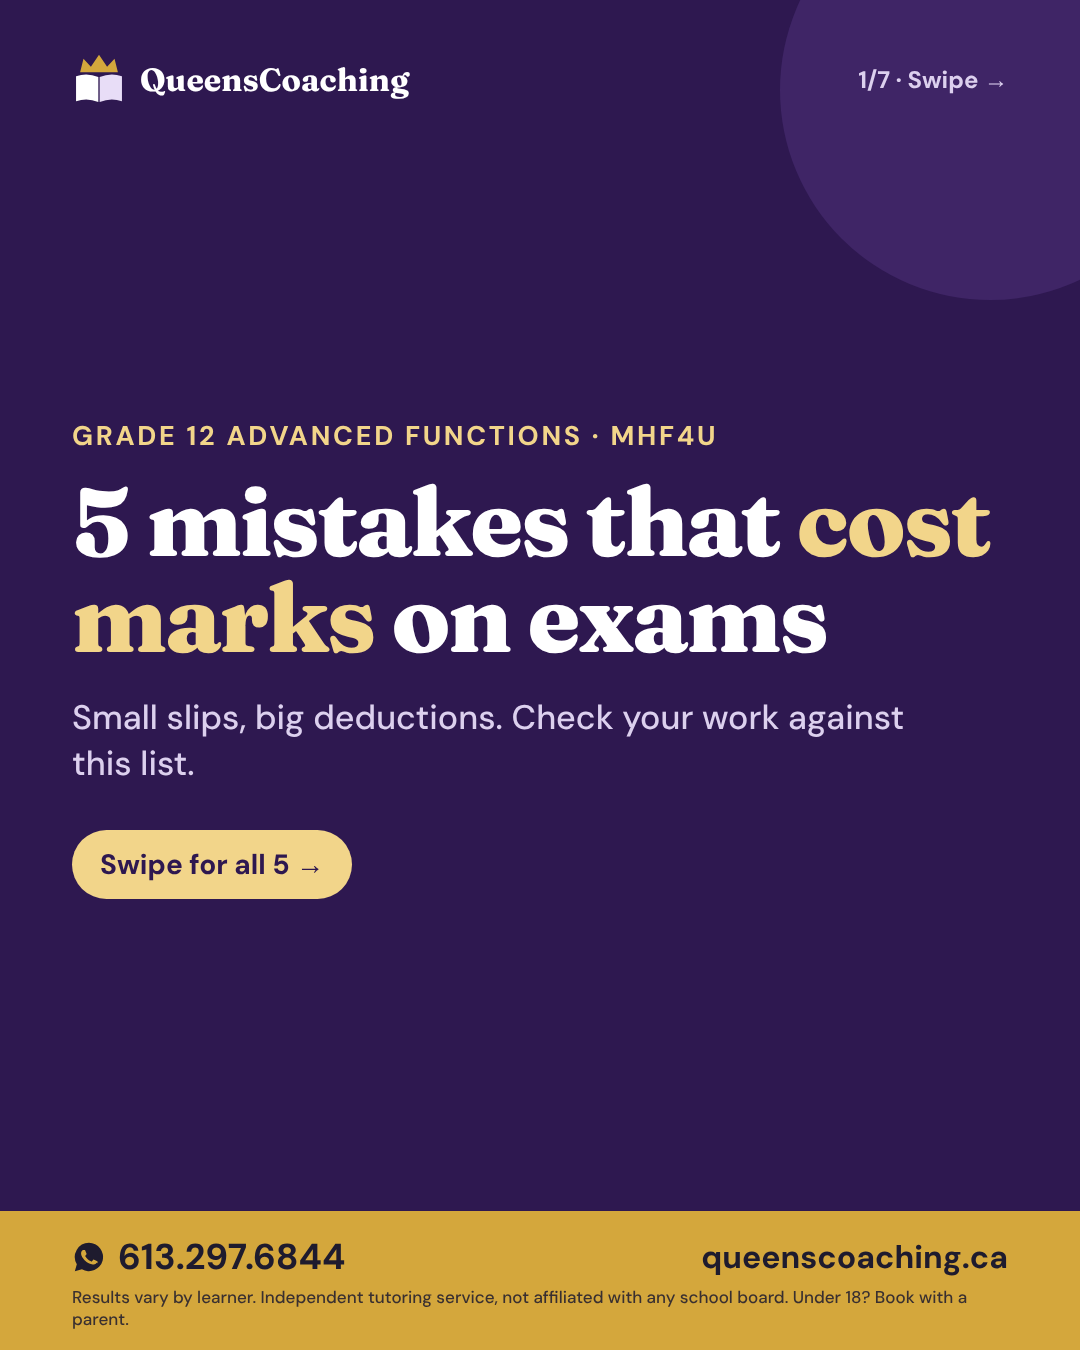 QueensCoaching
1/7 · Swipe →
GRADE 12 ADVANCED FUNCTIONS · MHF4U
5 mistakes that cost
marks on exams
Small slips, big deductions. Check your work against
this list.
Swipe for all 5 →
613.297.6844
queenscoaching.ca
Results vary by learner. Independent tutoring service, not affiliated with any school board. Under 18? Book with a
parent.